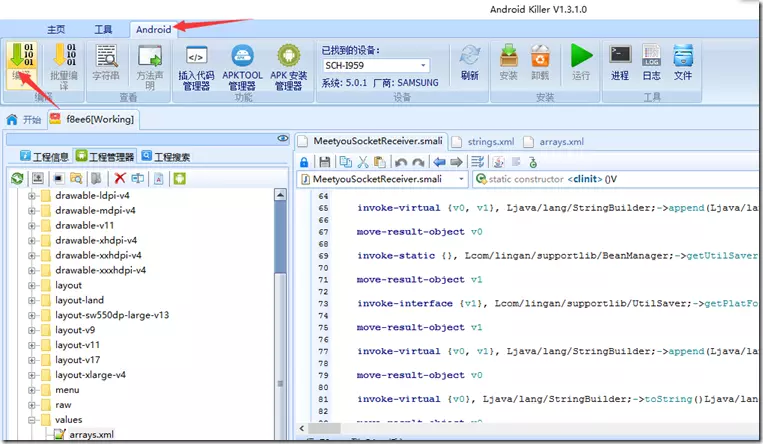 Android Killer V1.3.1.0
主页 工具 Android
编译
批量编译
编译
字符串
方法声明
查看
插入代码管理器
APKTOOL管理器
APK 安装管理器
功能
已找到的设备:
SCH-I959
系统: 5.0.1 厂商: SAMSUNG
设备
刷新
安装
卸载
运行
安装
进程
日志
文件
工具
开始 f8ee6[Working]
工程信息 工程管理器 工程搜索
drawable-ldpi-v4
drawable-mdpi-v4
drawable-v11
drawable-xhdpi-v4
drawable-xxhdpi-v4
drawable-xxxhdpi-v4
layout
layout-land
layout-sw550dp-large-v13
layout-v9
layout-v11
layout-v17
layout-xlarge-v4
menu
raw
values
arrays.xml
MeetyouSocketReceiver.smali strings.xml arrays.xml
MeetyouSocketReceiver.smali static constructor <clinit> ()V
64
65 invoke-virtual {v0, v1}, Ljava/lang/StringBuilder;->append(Ljava/la
66
67 move-result-object v0
68
69 invoke-static {}, Lcom/lingan/supportlib/BeanManager;->getUtilSaver
70
71 move-result-object v1
72
73 invoke-interface {v1}, Lcom/lingan/supportlib/UtilSaver;->getPlatFo
74
75 move-result-object v1
76
77 invoke-virtual {v0, v1}, Ljava/lang/StringBuilder;->append(Ljava/la
78
79 move-result-object v0
80
81 invoke-virtual {v0}, Ljava/lang/StringBuilder;->toString()Ljava/lan
82